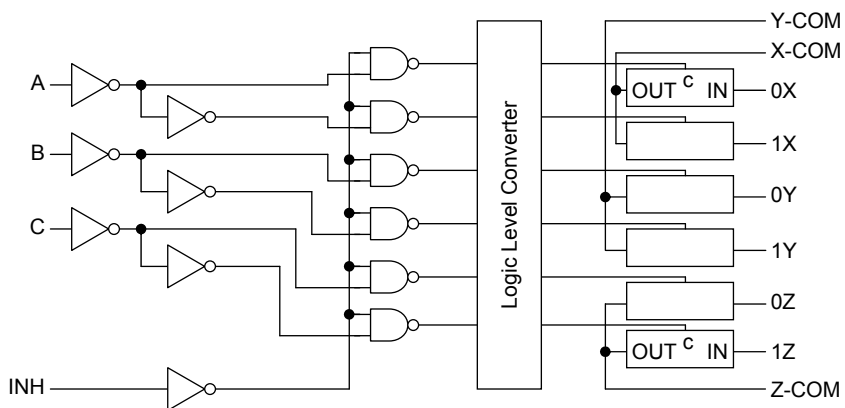 Y-COM
X-COM
A
OUT C IN
0X
1X
B
Logic Level Converter
0Y
C
1Y
0Z
OUT C IN
1Z
INH
Z-COM